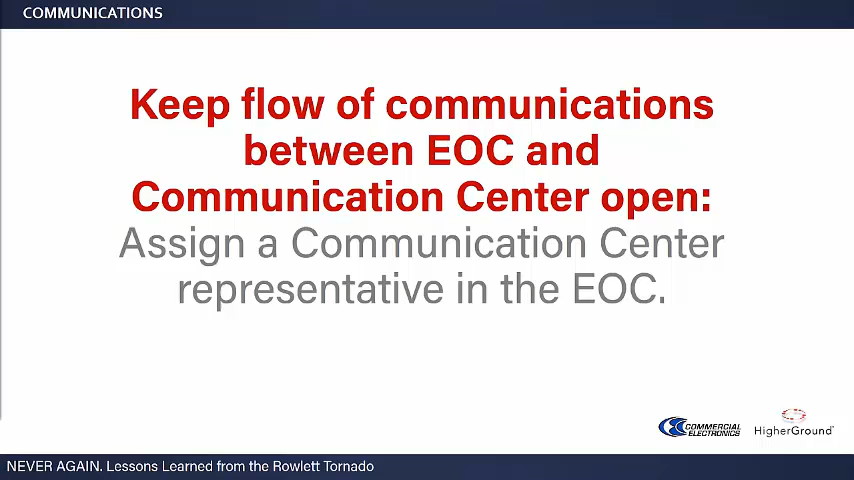 COMMUNICATIONS
Keep flow of communications
between EOC and
Communication Center open:
Assign a Communication Center
representative in the EOC.
COMMERCIAL
ELECTRONICS
HigherGround
NEVER AGAIN. Lessons Learned from the Rowlett Tornado